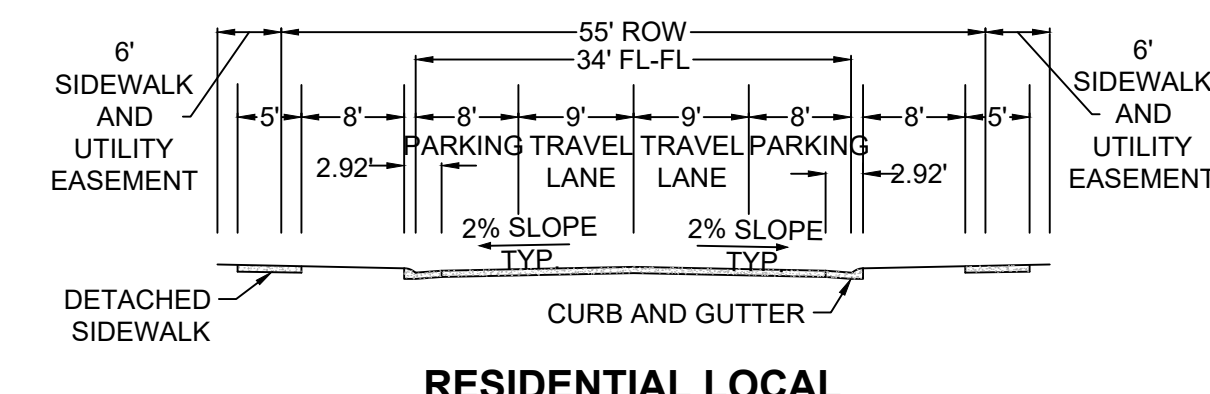 55' ROW
34' FL-FL
6'
SIDEWALK
AND
UTILITY
EASEMENT
5'
8'
8'
PARKING
9'
TRAVEL
LANE
9'
TRAVEL
LANE
8'
PARKING
8'
5'
6'
SIDEWALK
AND
UTILITY
EASEMENT
2.92'
2.92'
2% SLOPE
TYP.
2% SLOPE
TYP.
DETACHED
SIDEWALK
CURB AND GUTTER
RESIDENTIAL LOCAL